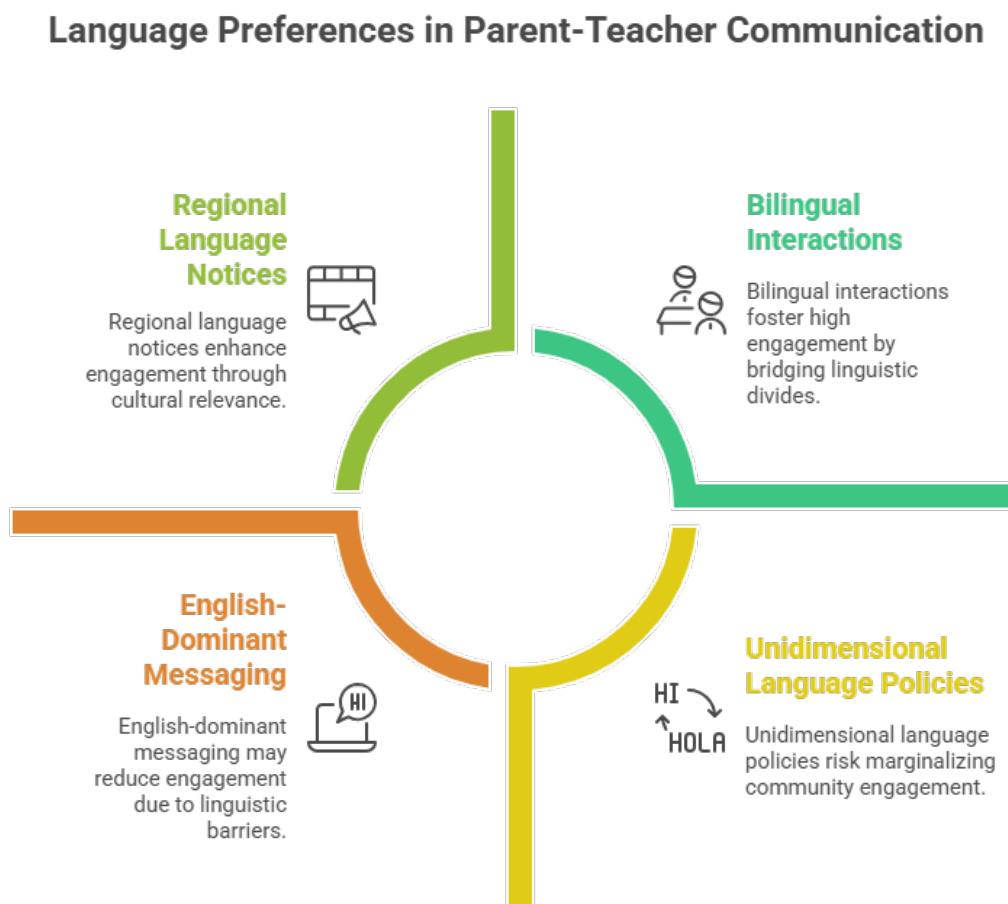 Language Preferences in Parent-Teacher Communication
Regional
Language
Notices
Regional language
notices enhance
engagement through
cultural relevance.
Bilingual
Interactions
Bilingual interactions
foster high
engagement by
bridging linguistic
divides.
English-
Dominant
Messaging
HI
English-dominant
messaging may
reduce engagement
due to linguistic
barriers.
Unidimensional
Language Policies
HI
HOLA
Unidimensional language
policies risk marginalizing
community engagement.